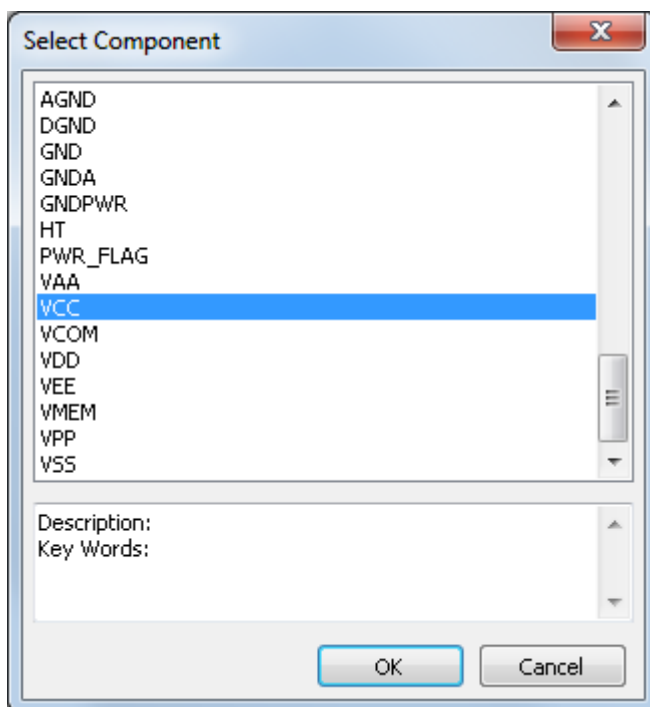 Select Component
AGND
DGND
GND
GNDA
GNDPWR
HT
PWR_FLAG
VAA
VCC
VCOM
VDD
VEE
VMEM
VPP
VSS
Description:
Key Words:
OK
Cancel